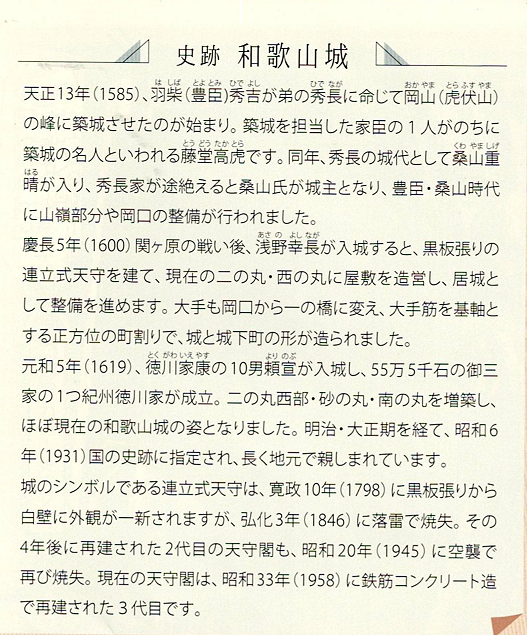 史跡 和歌山城
天正13年(1585)、羽柴(豊臣)秀吉が弟の秀長に命じて岡山(虎伏山)
の峰に築城させたのが始まり。築城を担当した家臣の1人がのちに
築城の名人といわれる藤堂高虎です。同年、秀長の城代として桑山重
晴が入り、秀長家が途絶えると桑山氏が城主となり、豊臣・桑山時代
に山嶺部分や岡口の整備が行われました。
慶長5年(1600)関ヶ原の戦い後、浅野幸長が入城すると、黒板張りの
連立式天守を建て、現在の二の丸・西の丸に屋敷を造営し、居城と
して整備を進めます。大手も岡口から一の橋に変え、大手筋を基軸と
する正方位の町割りで、城と城下町の形が造られました。
元和5年(1619)、徳川家康の10男頼宣が入城し、55万5千石の御三
家の1つ紀州徳川家が成立。二の丸西部・砂の丸・南の丸を増築し、
ほぼ現在の和歌山城の姿となりました。明治・大正期を経て、昭和6
年(1931)国の史跡に指定され、長く地元で親しまれています。
城のシンボルである連立式天守は、寛政10年(1798)に黒板張りから
白壁に外観が一新されますが、弘化3年(1846)に落雷で焼失。その
4年後に再建された2代目の天守閣も、昭和20年(1945)に空襲で
再び焼失。現在の天守閣は、昭和33年(1958)に鉄筋コンクリート造
で再建された3代目です。